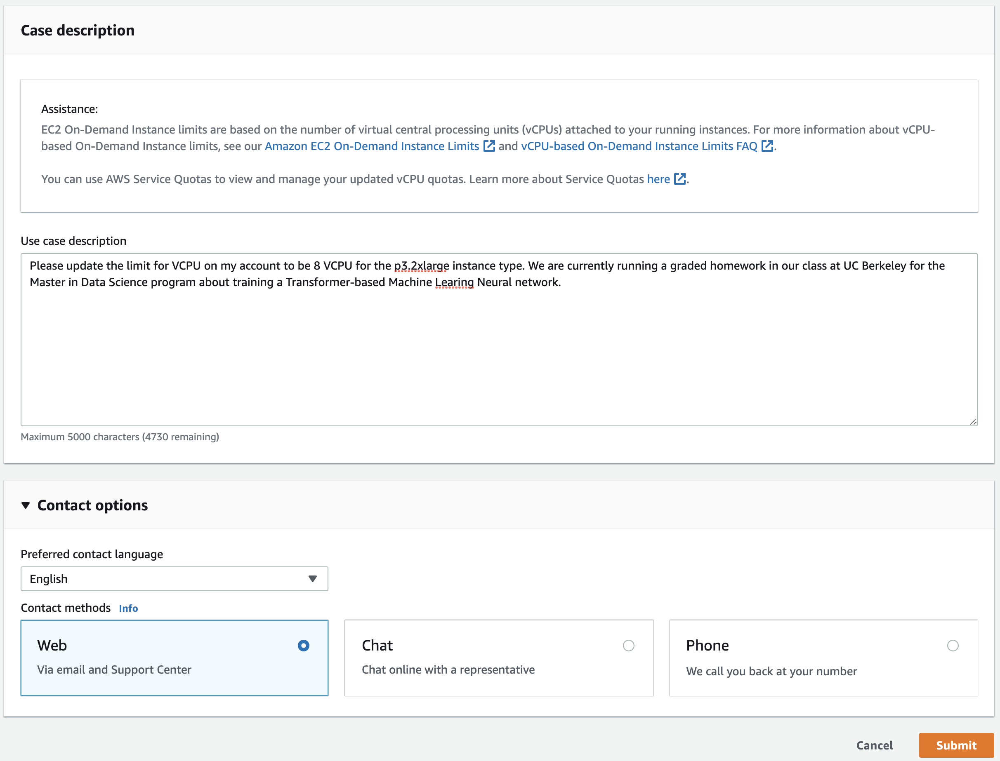 Case description
Assistance:
EC2 On-Demand Instance limits are based on the number of virtual central processing units (vCPUs) attached to your running instances. For more information about vCPU-
based On-Demand Instance limits, see our Amazon EC2 On-Demand Instance Limits and vCPU-based On-Demand Instance Limits FAQ.
You can use AWS Service Quotas to view and manage your updated vCPU quotas. Learn more about Service Quotas here.
Use case description
Please update the limit for VCPU on my account to be 8 VCPU for the p3.2xlarge instance type. We are currently running a graded homework in our class at UC Berkeley for the
Master in Data Science program about training a Transformer-based Machine Learing Neural network.
Maximum 5000 characters (4730 remaining)
Contact options
Preferred contact language
English
Contact methods Info
Web
Via email and Support Center
Chat
Chat online with a representative
Phone
We call you back at your number
Cancel
Submit